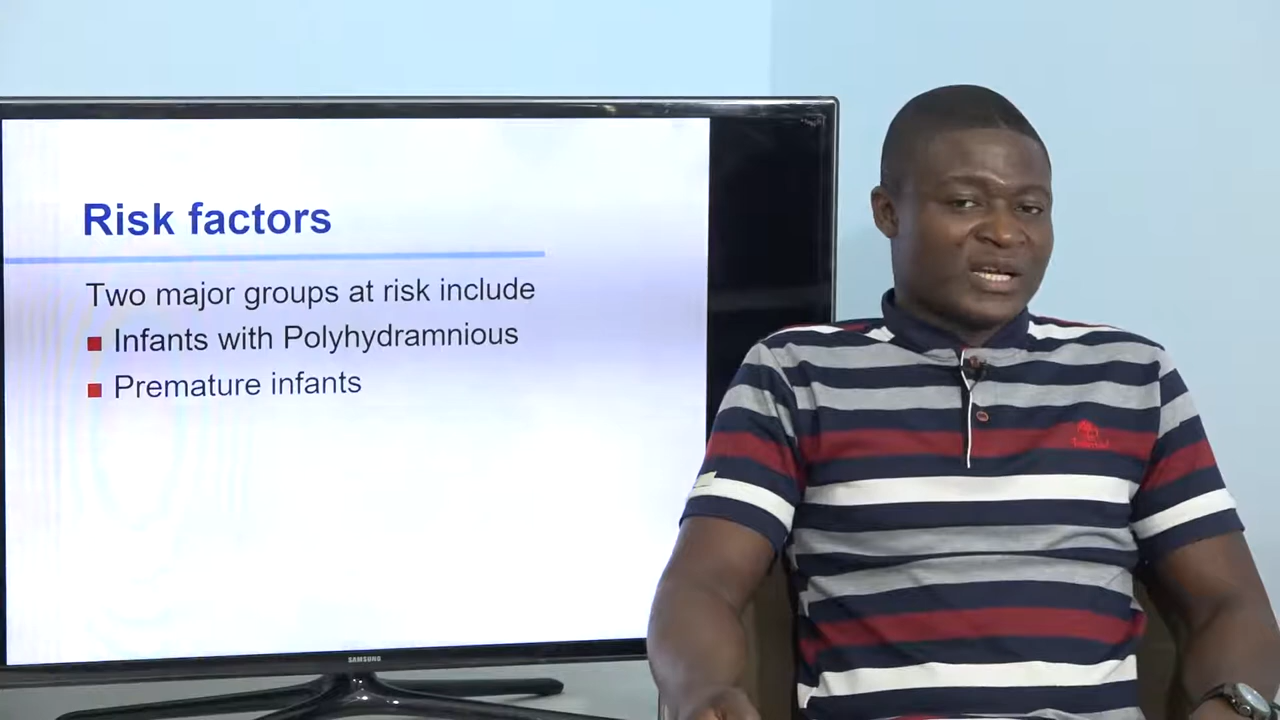 Risk factors
Two major groups at risk include
Infants with Polyhydramnious
Premature infants
SAMSUNG